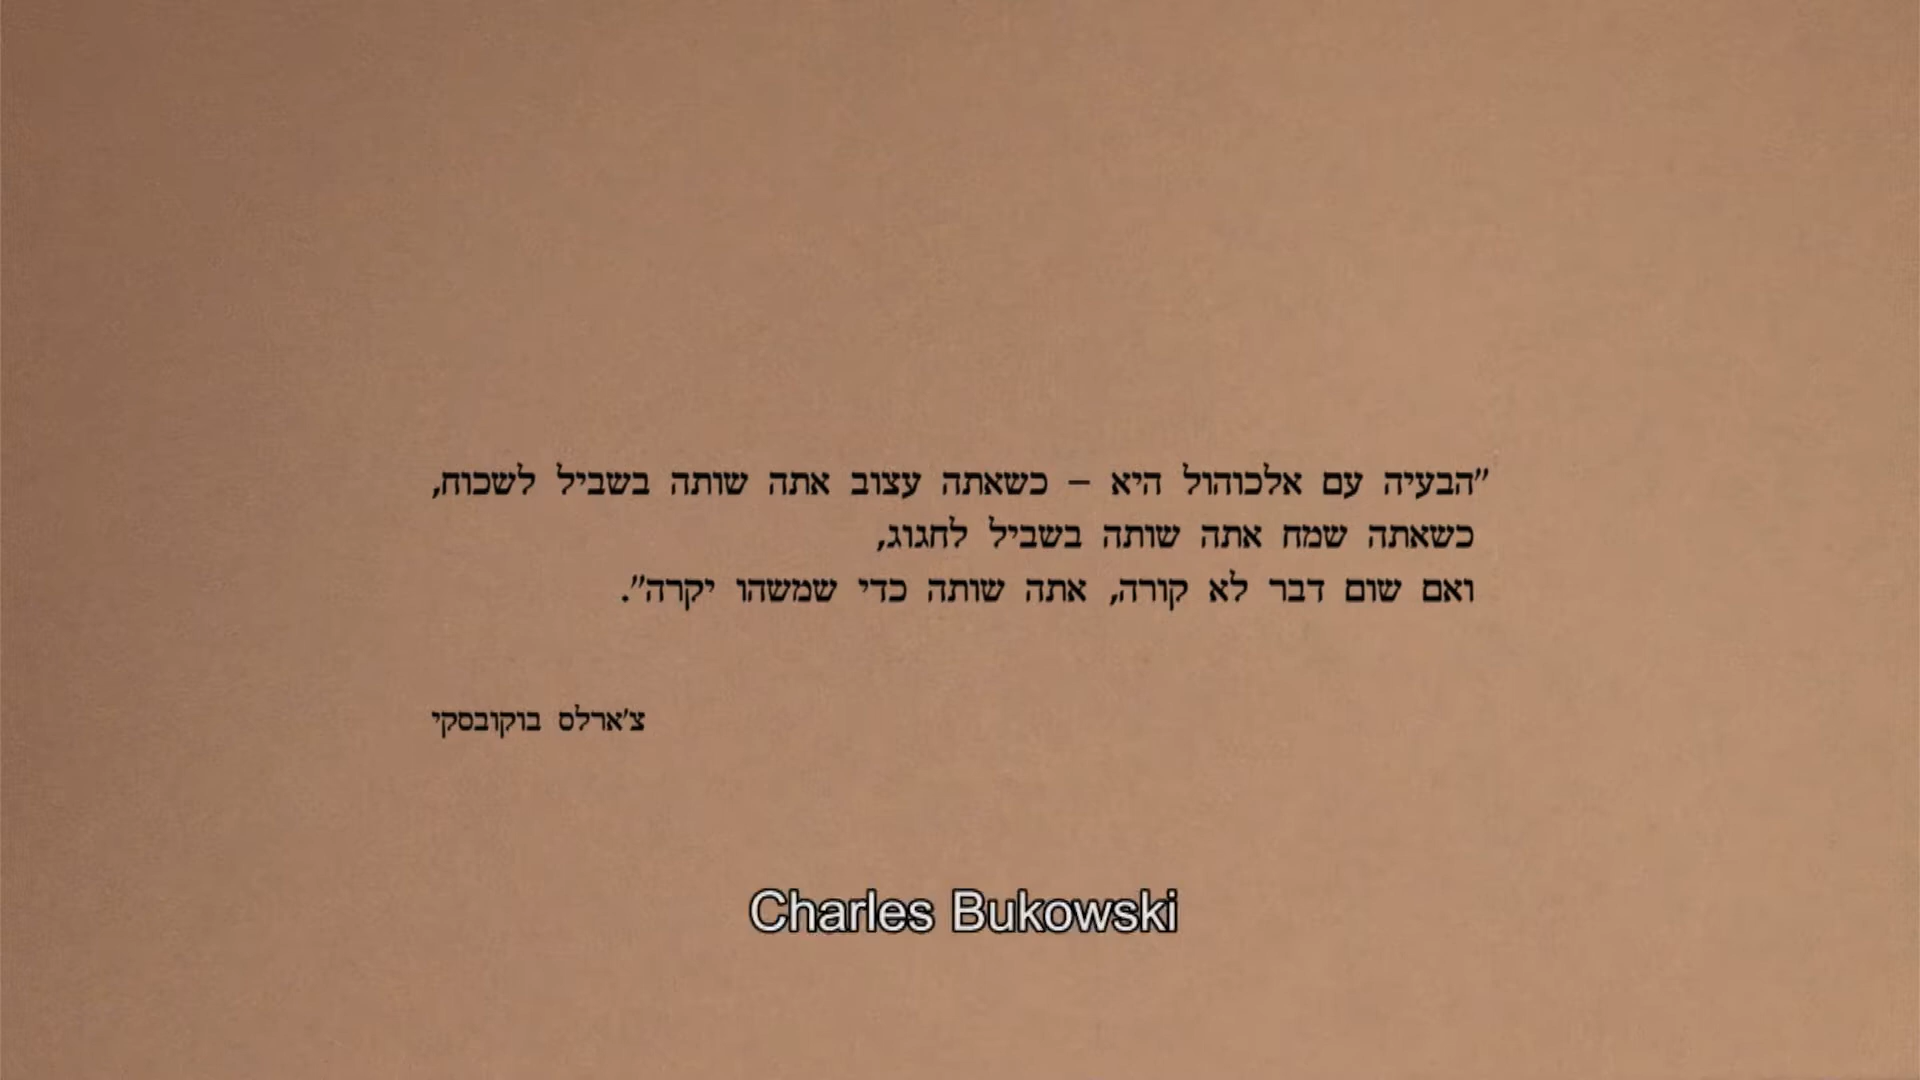 "הבעיה עם אלכוהול היא – כשאתה עצוב אתה שותה בשביל לשכוח,
כשאתה שמח אתה שותה בשביל לחגוג,
ואם שום דבר לא קורה, אתה שותה כדי שמשהו יקרה".
צ'ארלס בוקובסקי
Charles Bukowski